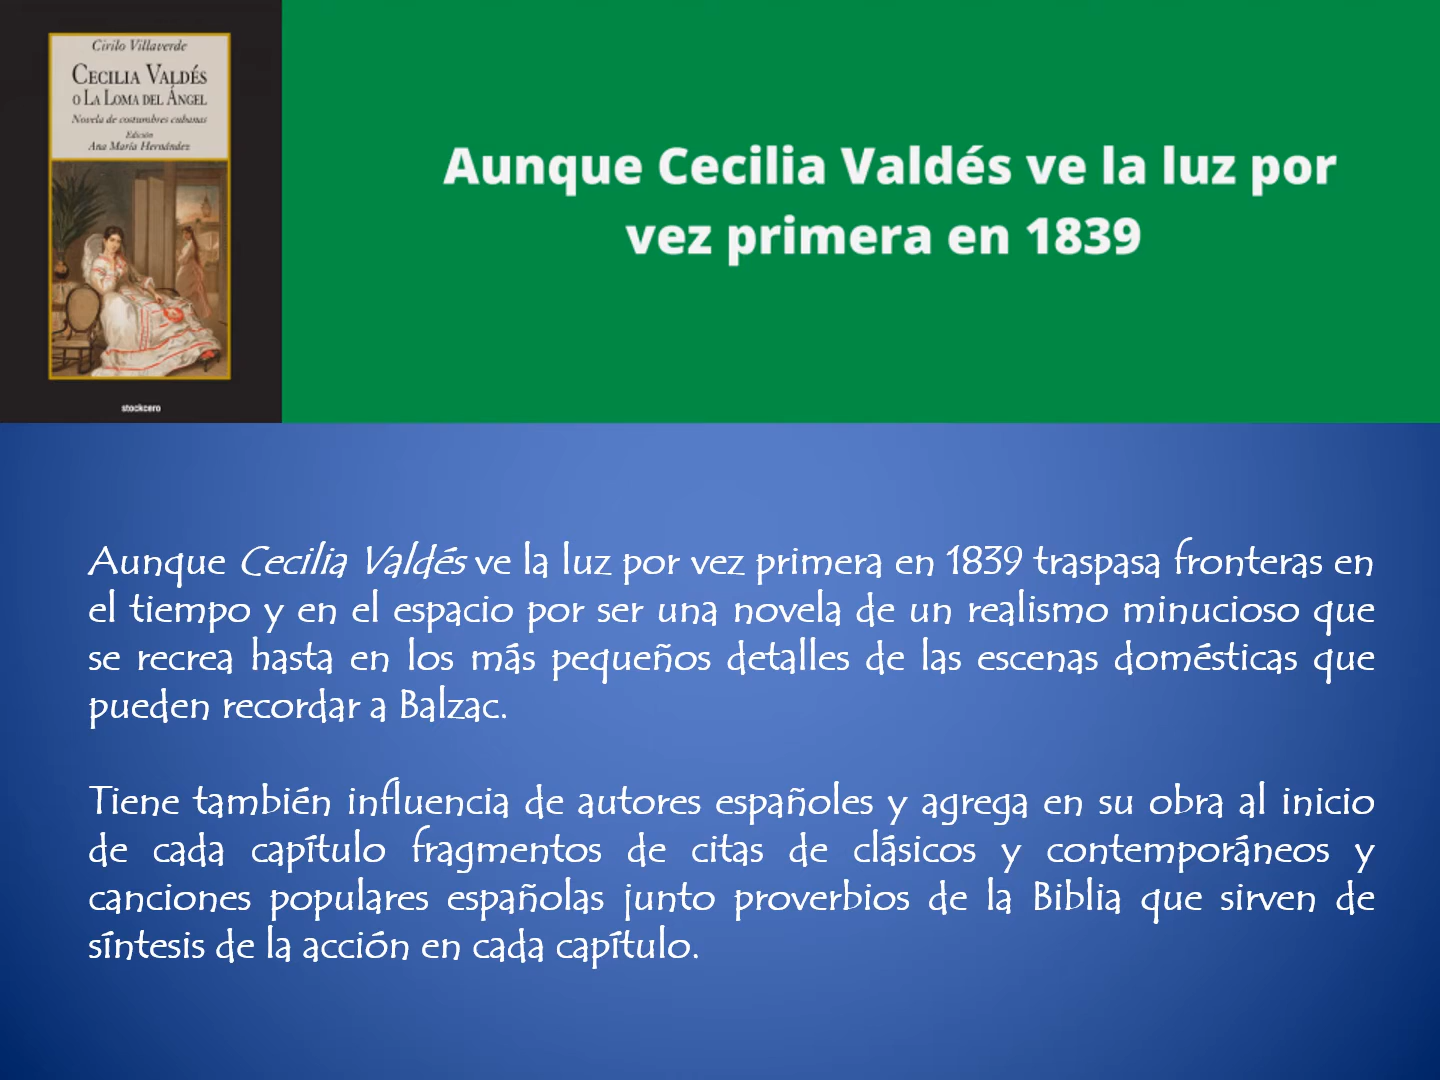 Cirilo Villaverde
CECILIA VALDÉS
O LA LOMA DEL ÁNGEL
Novela de costumbres cubanas
Edición
Ana María Hernández
stockcero
Aunque Cecilia Valdés ve la luz por
vez primera en 1839
Aunque Cecilia Valdés ve la luz por vez primera en 1839 traspasa fronteras en
el tiempo y en el espacio por ser una novela de un realismo minucioso que
se recrea hasta en los más pequeños detalles de las escenas domésticas que
pueden recordar a Balzac.
Tiene también influencia de autores españoles y agrega en su obra al inicio
de cada capítulo fragmentos de citas de clásicos y contemporáneos y
canciones populares españolas junto proverbios de la Biblia que sirven de
síntesis de la acción en cada capítulo.